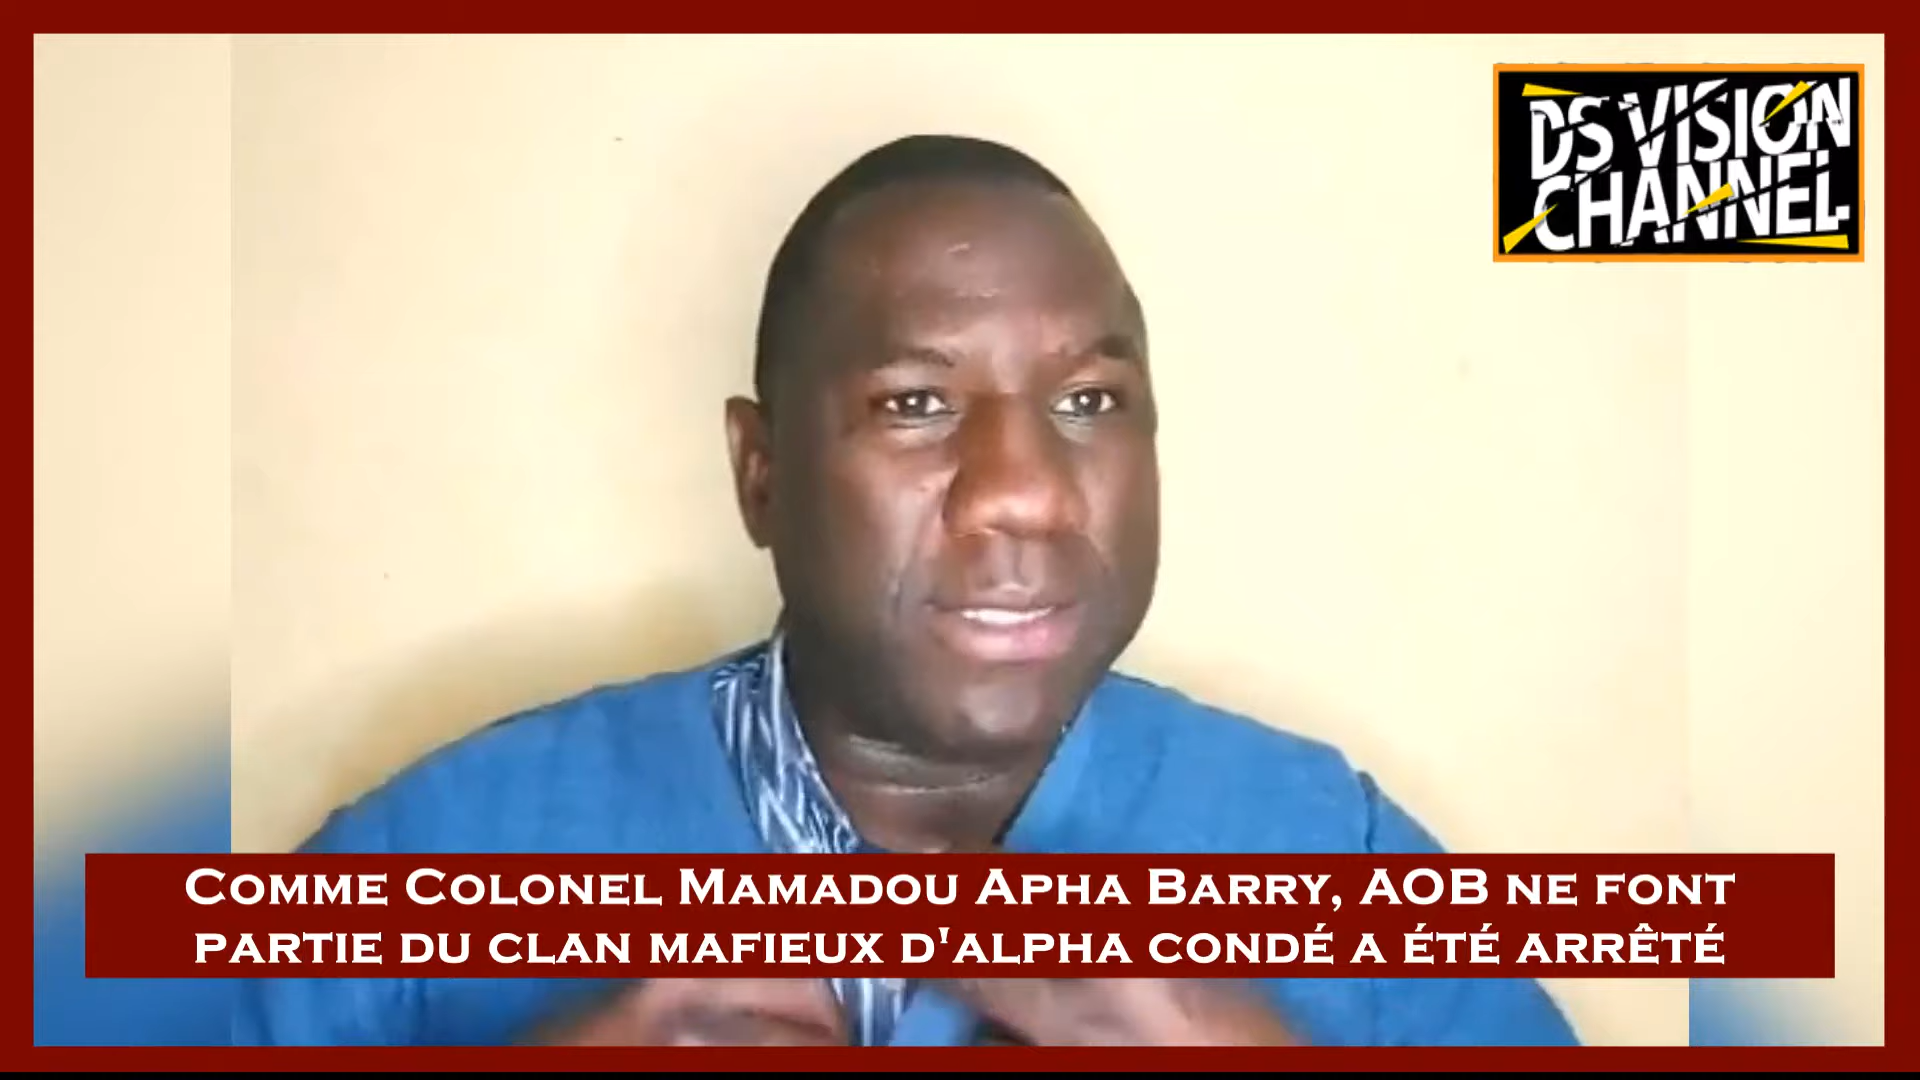 DS VISION
CHANNEL
COMME COLONEL MAMADOU APHA BARRY, AOB NE FONT
PARTIE DU CLAN MAFIEUX D'ALPHA CONDÉ A ÉTÉ ARRÊTÉ